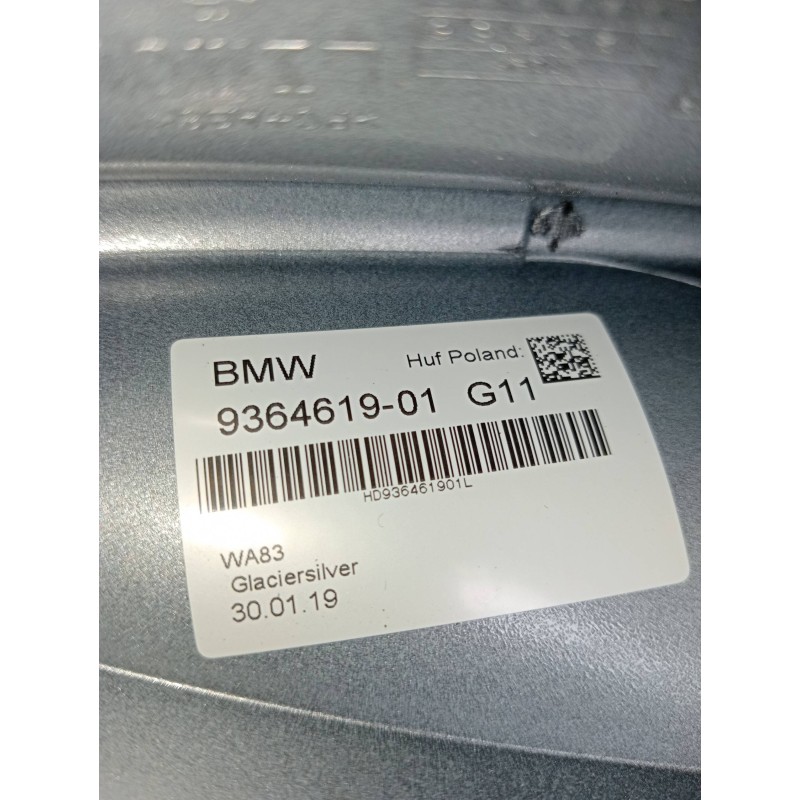 BMW Huf Poland:
9364619-01 G11
HD936461901L
WA83
Glaciersilver
30.01.19